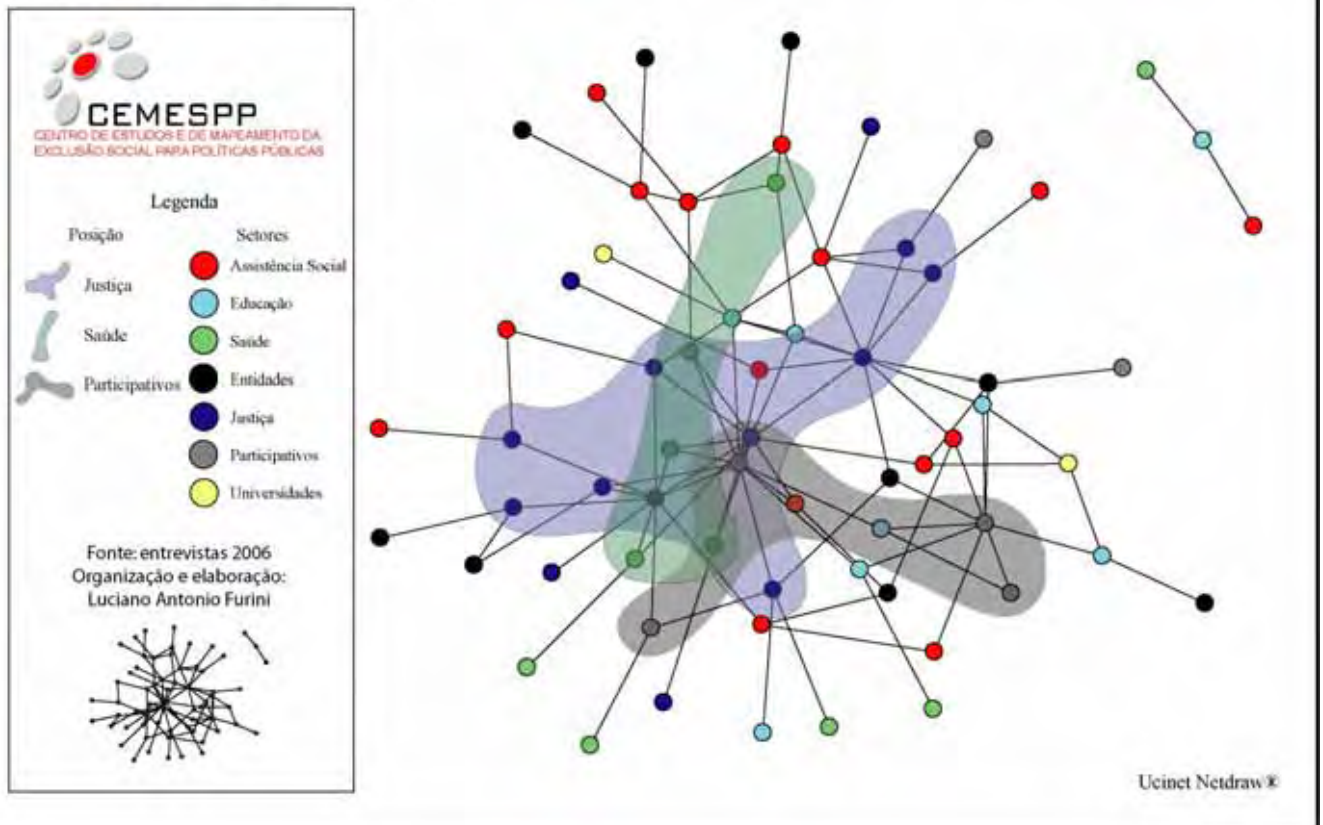 CEMESPP
CENTRO DE ESTUDOS E DE MAPEAMENTO DA
EXCLUSÃO SOCIAL PARA POLÍTICAS PÚBLICAS
Legenda
Posição
Justiça
Saúde
Participativos
Setores
Assistência Social
Educação
Saúde
Entidades
Justiça
Participativos
Universidades
Fonte: entrevistas 2006
Organização e elaboração:
Luciano Antonio Furini
Ucinet Netdraw®